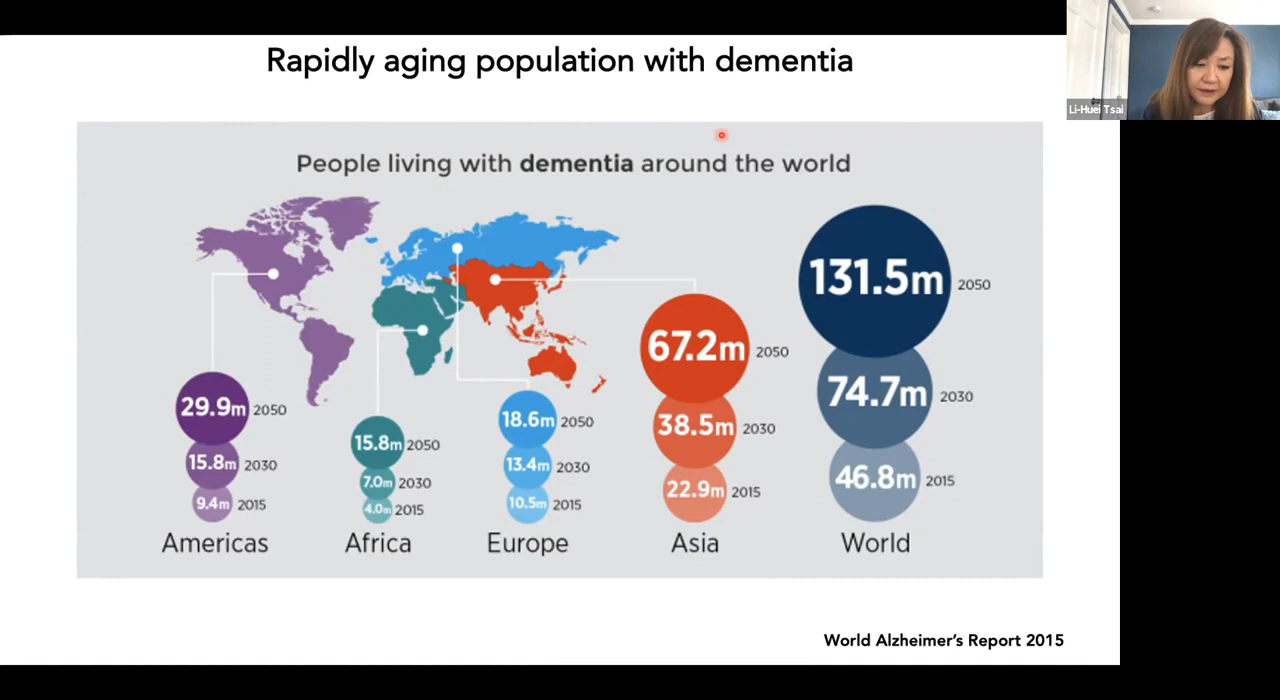 Rapidly aging population with dementia
Li-Huei Tsai
People living with dementia around the world
131.5m 2050
67.2m 2050
74.7m 2030
29.9m 2050
18.6m 2050
38.5m 2030
15.8m 2050
15.8m 2030
13.4m 2030
7.0m 2030
46.8m 2015
22.9m 2015
9.4m 2015
10.5m 2015
4.0m 2015
Americas
Africa
Europe
Asia
World
World Alzheimer's Report 2015